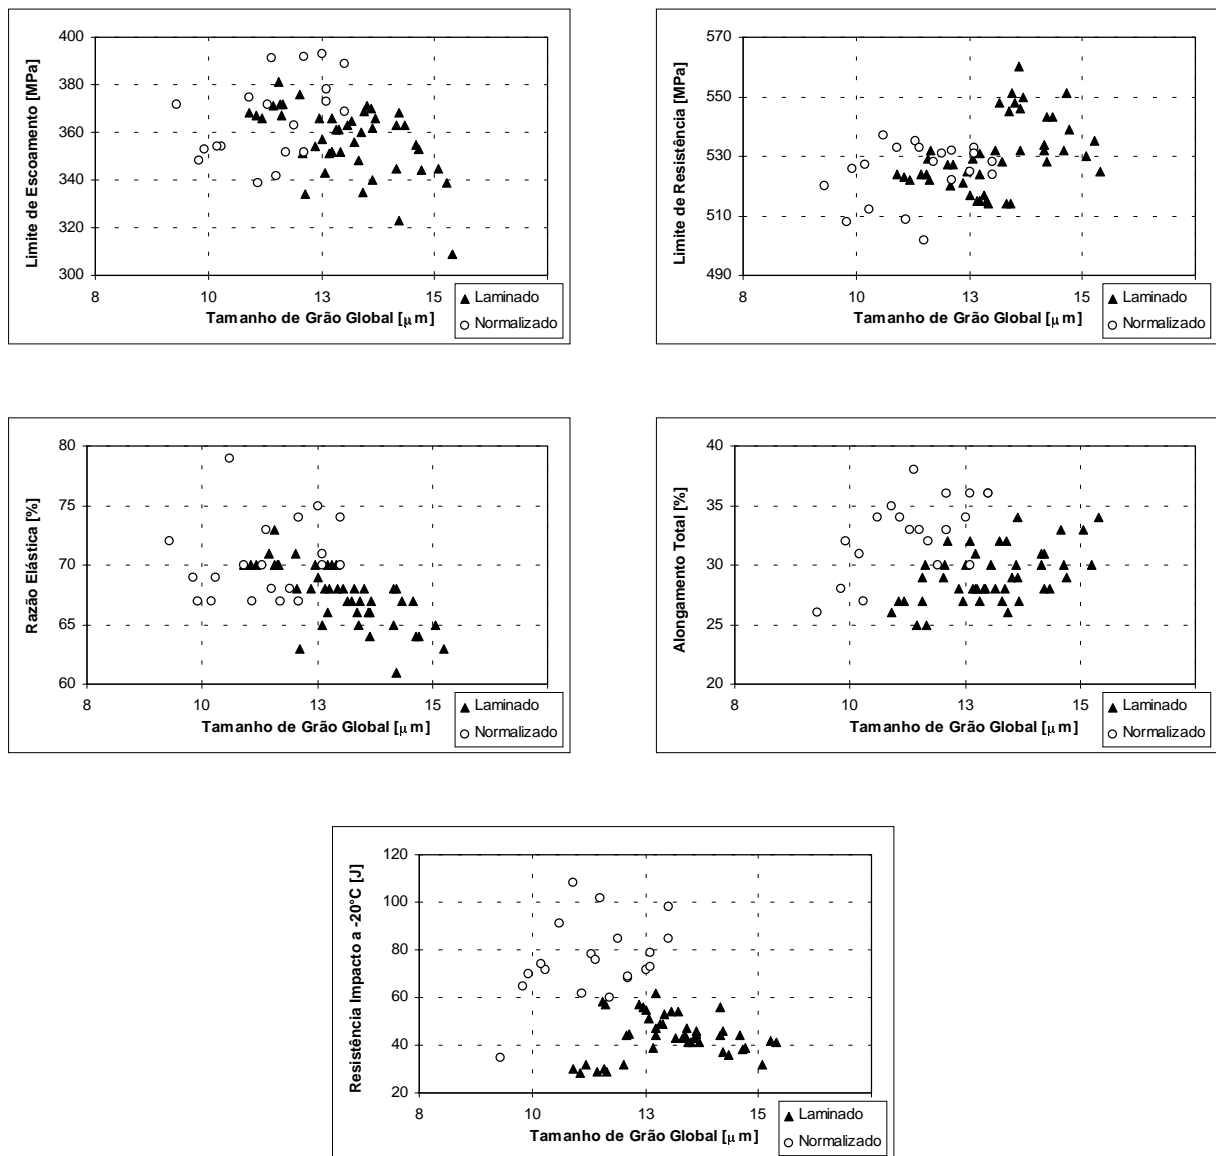 Limite de Escoamento [MPa]
400
380
360
340
320
300
8 10 13 15
Tamanho de Grão Global [μm]
Laminado
Normalizado
Limite de Resistência [MPa]
570
550
530
510
490
8 10 13 15
Tamanho de Grão Global [μm]
Laminado
Normalizado
Razão Elástica [%]
80
75
70
65
60
8 10 13 15
Tamanho de Grão Global [μm]
Laminado
Normalizado
Alongamento Total [%]
40
35
30
25
20
8 10 13 15
Tamanho de Grão Global [μm]
Laminado
Normalizado
Resistência Impacto a -20°C [J]
120
100
80
60
40
20
8 10 13 15
Tamanho de Grão Global [μm]
Laminado
Normalizado